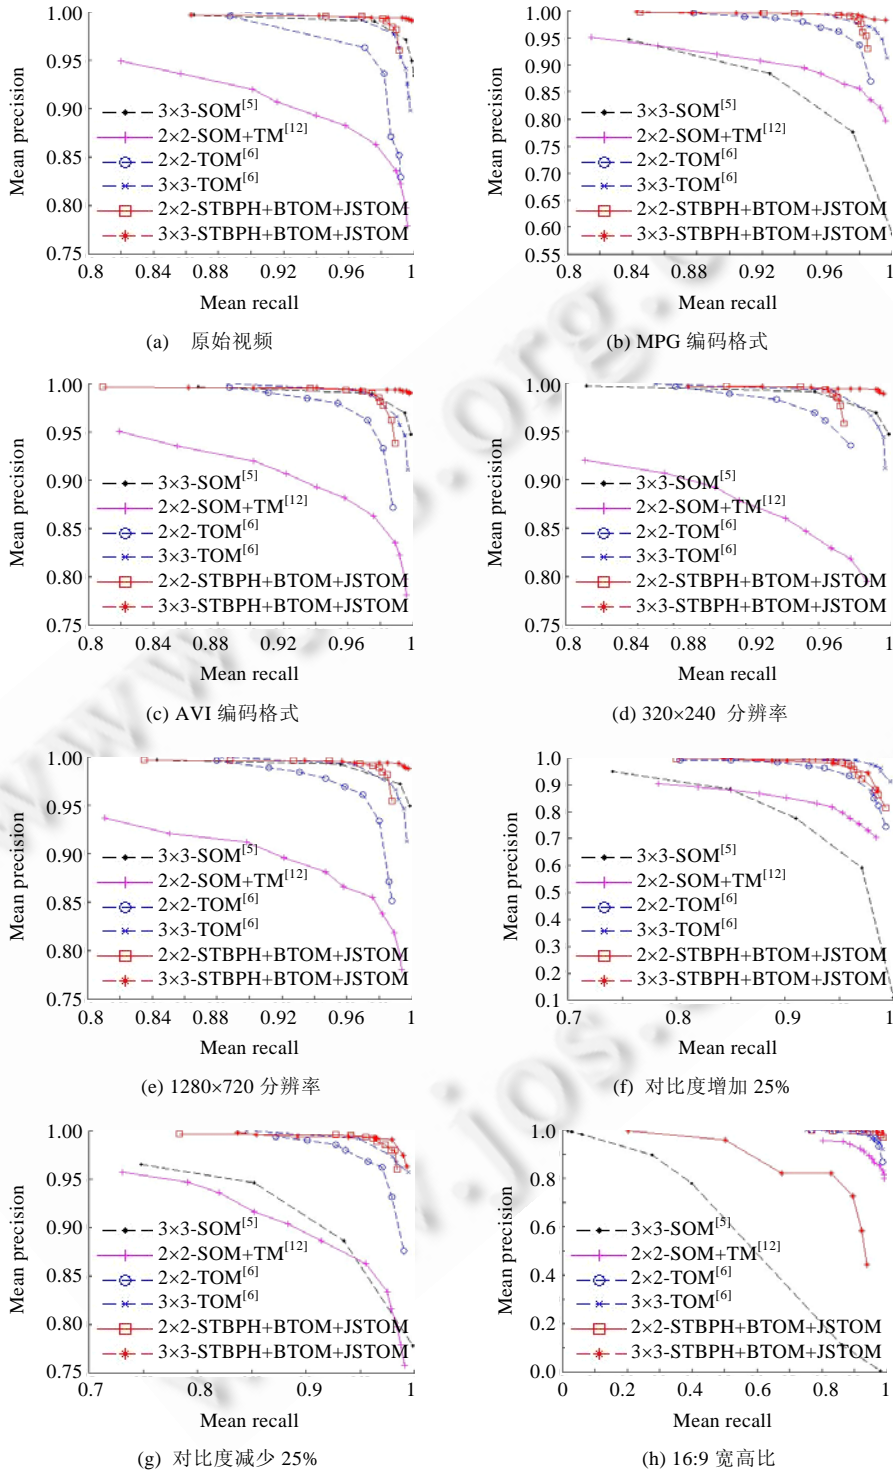 Mean precision
1.00
0.95
0.90
0.85
0.80
0.75
3×3-SOM[5]
2×2-SOM+TM[12]
2×2-TOM[6]
3×3-TOM[6]
2×2-STBPH+BTOM+JSTOM
3×3-STBPH+BTOM+JSTOM
0.8 0.84 0.88 0.92 0.96 1
Mean recall
(a) 原始视频
Mean precision
1.00
0.95
0.90
0.85
0.80
0.75
0.70
0.65
0.60
0.55
3×3-SOM[5]
2×2-SOM+TM[12]
2×2-TOM[6]
3×3-TOM[6]
2×2-STBPH+BTOM+JSTOM
3×3-STBPH+BTOM+JSTOM
0.8 0.84 0.88 0.92 0.96 1
Mean recall
(b) MPG 编码格式
Mean precision
1.00
0.95
0.90
0.85
0.80
0.75
3×3-SOM[5]
2×2-SOM+TM[12]
2×2-TOM[6]
3×3-TOM[6]
2×2-STBPH+BTOM+JSTOM
3×3-STBPH+BTOM+JSTOM
0.8 0.84 0.88 0.92 0.96 1
Mean recall
(c) AVI 编码格式
Mean precision
1.00
0.95
0.90
0.85
0.80
0.75
3×3-SOM[5]
2×2-SOM+TM[12]
2×2-TOM[6]
3×3-TOM[6]
2×2-STBPH+BTOM+JSTOM
3×3-STBPH+BTOM+JSTOM
0.8 0.84 0.88 0.92 0.96 1
Mean recall
(d) 320×240 分辨率
Mean precision
1.00
0.95
0.90
0.85
0.80
0.75
3×3-SOM[5]
2×2-SOM+TM[12]
2×2-TOM[6]
3×3-TOM[6]
2×2-STBPH+BTOM+JSTOM
3×3-STBPH+BTOM+JSTOM
0.8 0.84 0.88 0.92 0.96 1
Mean recall
(e) 1280×720 分辨率
Mean precision
1.0
0.9
0.8
0.7
0.6
0.5
0.4
0.3
0.2
0.1
3×3-SOM[5]
2×2-SOM+TM[12]
2×2-TOM[6]
3×3-TOM[6]
2×2-STBPH+BTOM+JSTOM
3×3-STBPH+BTOM+JSTOM
0.7 0.8 0.9 1
Mean recall
(f) 对比度增加 25%
Mean precision
1.00
0.95
0.90
0.85
0.80
0.75
3×3-SOM[5]
2×2-SOM+TM[12]
2×2-TOM[6]
3×3-TOM[6]
2×2-STBPH+BTOM+JSTOM
3×3-STBPH+BTOM+JSTOM
0.7 0.8 0.9 1
Mean recall
(g) 对比度减少 25%
Mean precision
1.0
0.8
0.6
0.4
0.2
0.0
3×3-SOM[5]
2×2-SOM+TM[12]
2×2-TOM[6]
3×3-TOM[6]
2×2-STBPH+BTOM+JSTOM
3×3-STBPH+BTOM+JSTOM
0 0.2 0.4 0.6 0.8 1
Mean recall
(h) 16:9 宽高比